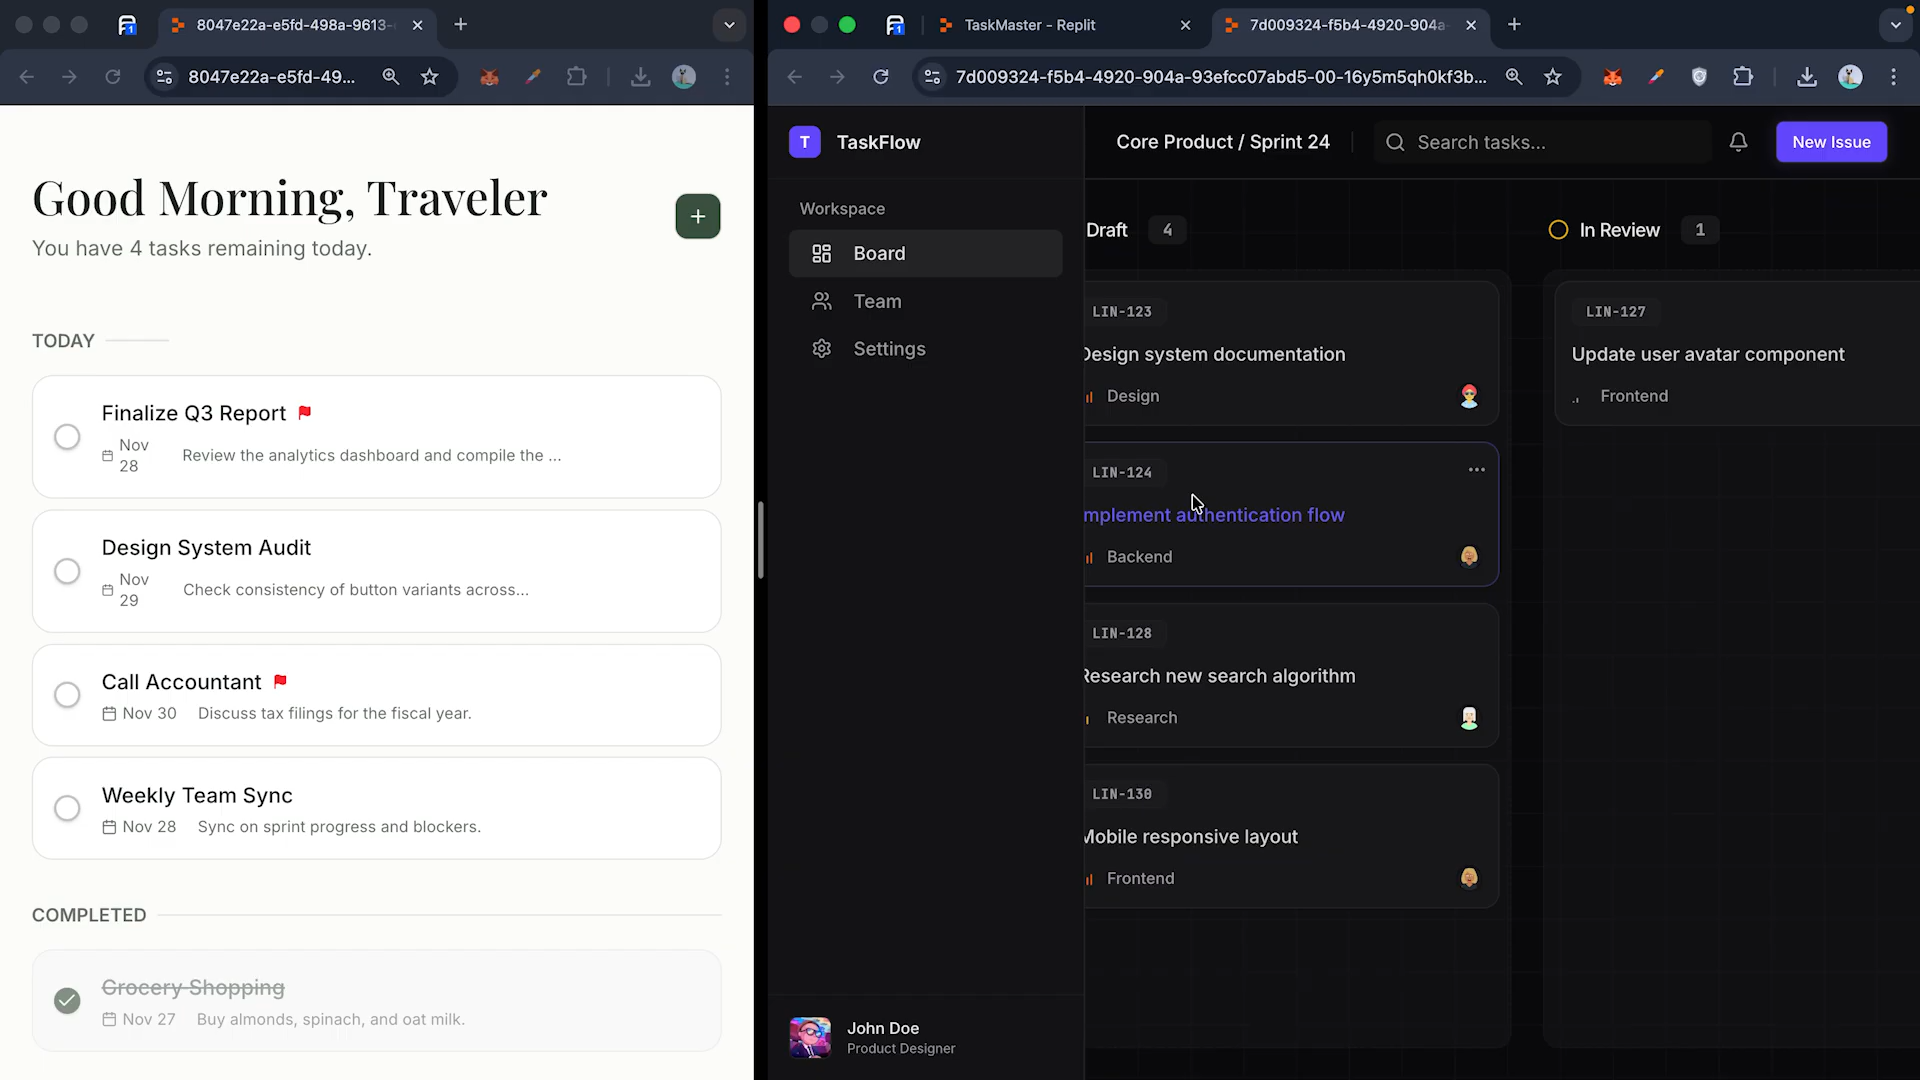 8047e22a-e5fd-498a-9613-
8047e22a-e5fd-49...
Good Morning, Traveler
You have 4 tasks remaining today.
TODAY
Finalize Q3 Report
Nov 28
Review the analytics dashboard and compile the ...
Design System Audit
Nov 29
Check consistency of button variants across...
Call Accountant
Nov 30 Discuss tax filings for the fiscal year.
Weekly Team Sync
Nov 28 Sync on sprint progress and blockers.
COMPLETED
Grocery Shopping
Nov 27 Buy almonds, spinach, and oat milk.
TaskMaster - Replit
7d009324-f5b4-4920-904a-
7d009324-f5b4-4920-904a-93efcc07abd5-00-16y5m5qh0kf3b...
T TaskFlow
Workspace
Board
Team
Settings
John Doe
Product Designer
Core Product / Sprint 24
Search tasks...
New Issue
Draft 4
LIN-123
Design system documentation
Design
LIN-124
mplement authentication flow
Backend
LIN-128
Research new search algorithm
Research
LIN-130
Mobile responsive layout
Frontend
In Review 1
LIN-127
Update user avatar component
Frontend